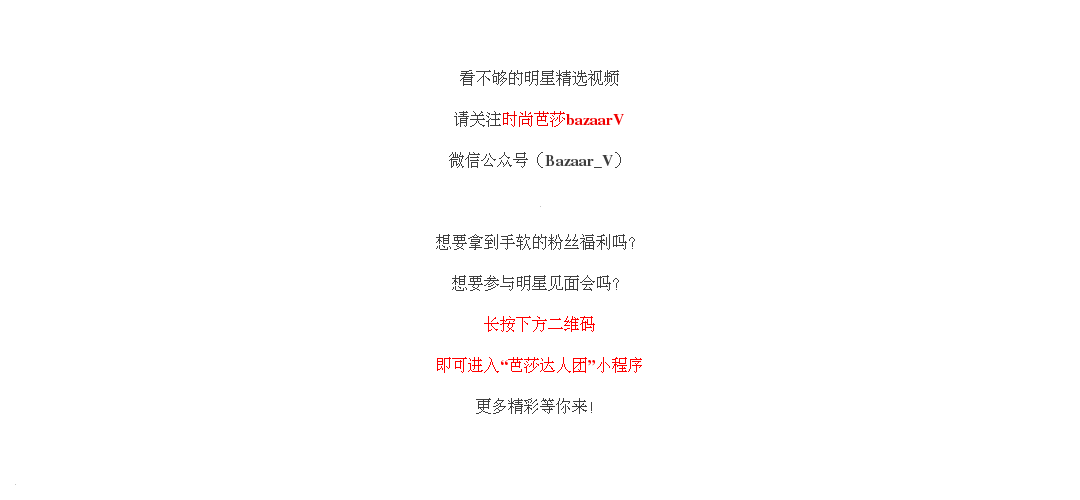 看不够的明星精选视频
请关注时尚芭莎bazaarV
微信公众号（Bazaar_V）
想要拿到手软的粉丝福利吗?
想要参与明星见面会吗?
长按下方二维码
即可进入“芭莎达人团”小程序
更多精彩等你来!